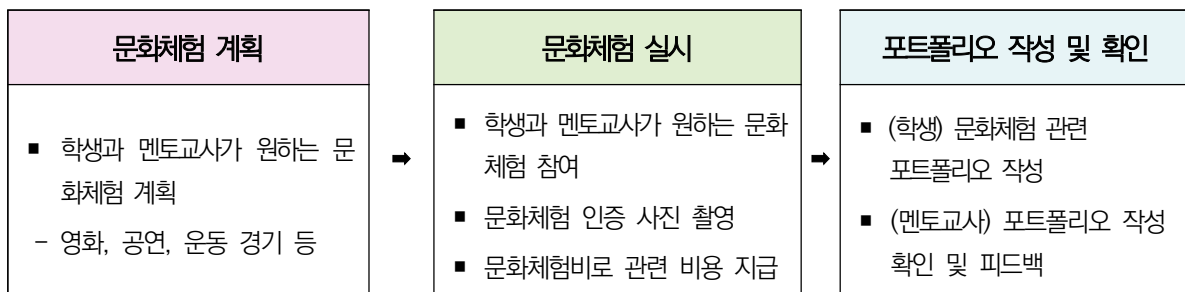 문화체험 계획
■ 학생과 멘토교사가 원하는 문
화체험 계획
- 영화, 공연, 운동 경기 등
➡
문화체험 실시
■ 학생과 멘토교사가 원하는 문화
체험 참여
■ 문화체험 인증 사진 촬영
■ 문화체험비로 관련 비용 지급
➡
포트폴리오 작성 및 확인
■ (학생) 문화체험 관련
포트폴리오 작성
■ (멘토교사) 포트폴리오 작성
확인 및 피드백